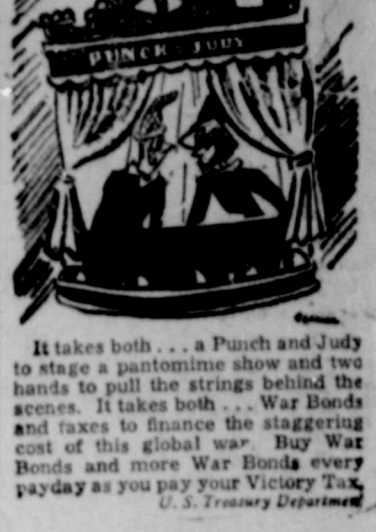 PUNCH JUDY
It takes both . . . a Punch and Judy
to stage a pantomime show and two
hands to pull the strings behind the
scenes. It takes both . . . War Bonds
and taxes to finance the staggering
cost of this global war. Buy War
Bonds and more War Bonds every
payday as you pay your Victory Tax.
U. S. Treasury Department